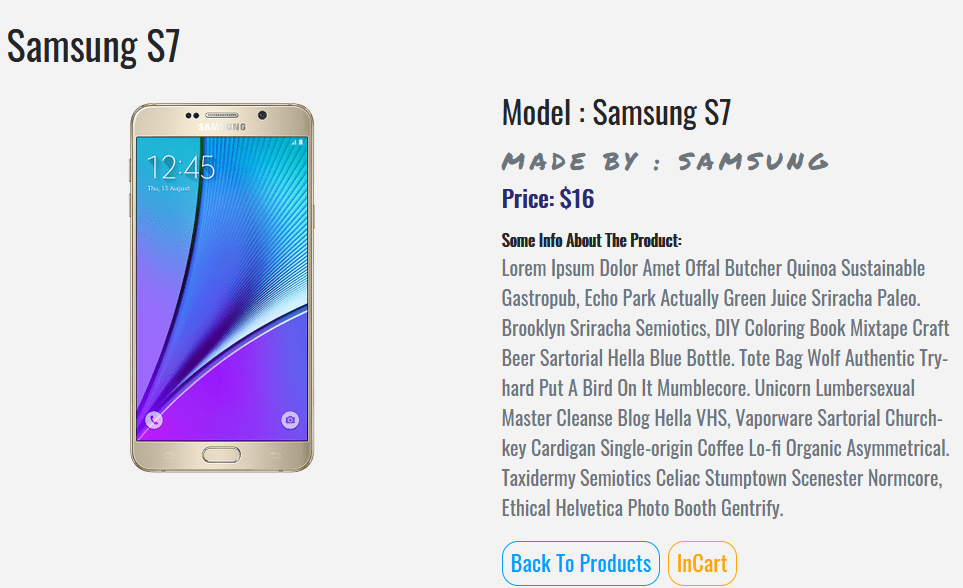 Samsung S7
SAMSUNG
12:45
Thu, 13 August
Model : Samsung S7
MADE BY : SAMSUNG
Price: $16
Some Info About The Product:
Lorem Ipsum Dolor Amet Offal Butcher Quinoa Sustainable
Gastropub, Echo Park Actually Green Juice Sriracha Paleo.
Brooklyn Sriracha Semiotics, DIY Coloring Book Mixtape Craft
Beer Sartorial Hella Blue Bottle. Tote Bag Wolf Authentic Try-
hard Put A Bird On It Mumblecore. Unicorn Lumbersexual
Master Cleanse Blog Hella VHS, Vaporware Sartorial Church-
key Cardigan Single-origin Coffee Lo-fi Organic Asymmetrical.
Taxidermy Semiotics Celiac Stumptown Scenester Normcore,
Ethical Helvetica Photo Booth Gentrify.
Back To Products
InCart